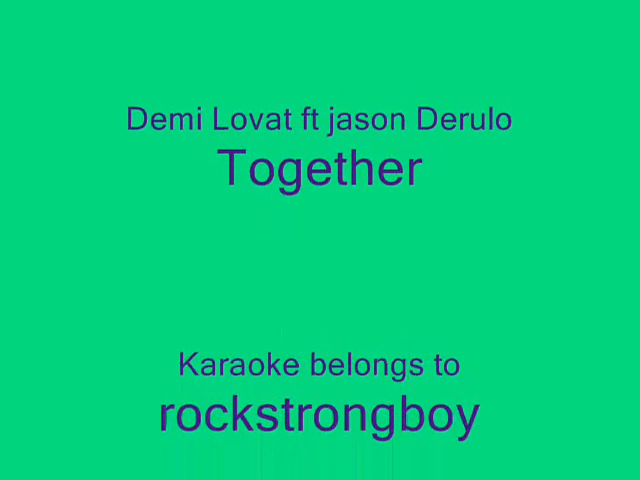 Demi Lovat ft jason Derulo
Together
Karaoke belongs to
rockstrongboy